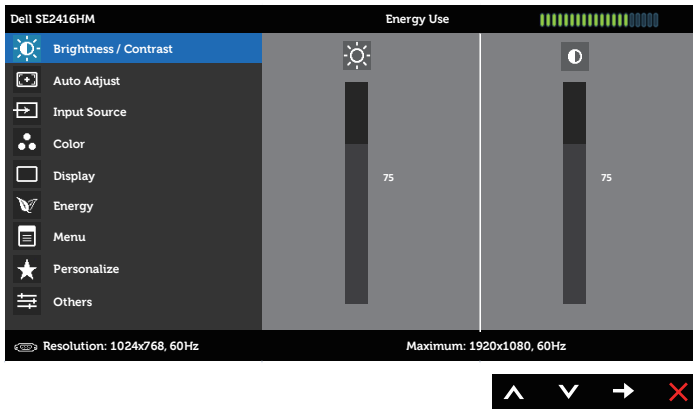 Dell SE2416HM Energy Use
Brightness / Contrast
Auto Adjust
Input Source
Color
Display
75 75
Energy
Menu
Personalize
Others
Resolution: 1024x768, 60Hz Maximum: 1920x1080, 60Hz